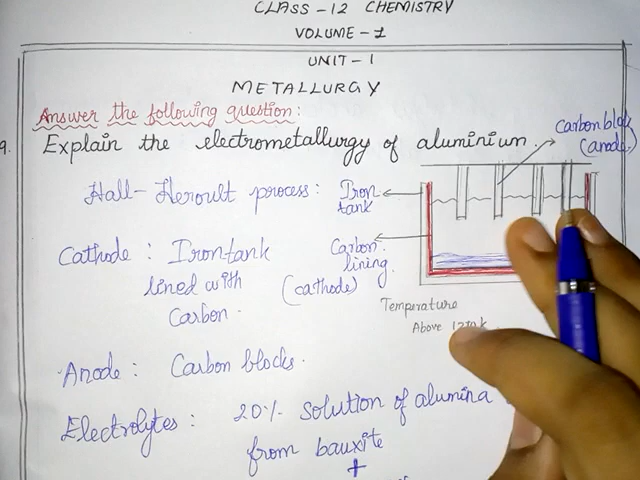 CLASS-12 CHEMISTRY
VOLUME-1
UNIT-1
METALLURGY
Answer the following question:
9. Explain the electrometallurgy of aluminium.
Carbon block
(anode)
Hall-Heroult process:
Iron
tank
Cathode : Iron tank
lined with
Carbon.
Carbon
lining.
(cathode)
Temperature
Above
Anode : Carbon blocks.
Electrolytes : 20% solution of alumina
from bauxite
+